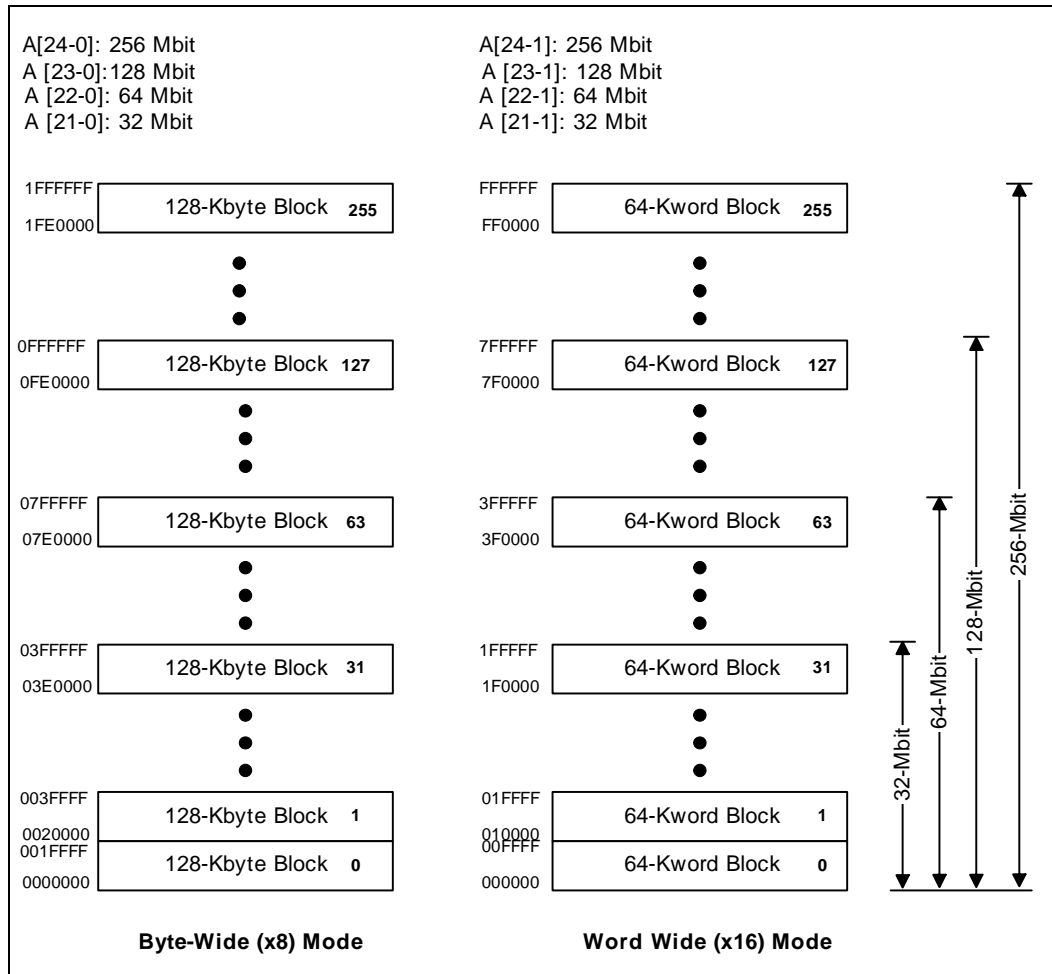 A[24-0]: 256 Mbit
A [23-0]:128 Mbit
A [22-0]: 64 Mbit
A [21-0]: 32 Mbit
A[24-1]: 256 Mbit
A [23-1]: 128 Mbit
A [22-1]: 64 Mbit
A [21-1]: 32 Mbit
1FFFFFF
128-Kbyte Block 255
1FE0000
FFFFFF
64-Kword Block 255
FF0000
0FFFFFF
128-Kbyte Block 127
0FE0000
7FFFFF
64-Kword Block 127
7F0000
07FFFFF
128-Kbyte Block 63
07E0000
3FFFFF
64-Kword Block 63
3F0000
03FFFFF
128-Kbyte Block 31
03E0000
1FFFFF
64-Kword Block 31
1F0000
003FFFF
128-Kbyte Block 1
0020000
001FFFF
128-Kbyte Block 0
0000000
01FFFF
64-Kword Block 1
010000
00FFFF
64-Kword Block 0
000000
32-Mbit
64-Mbit
128-Mbit
256-Mbit
Byte-Wide (x8) Mode
Word Wide (x16) Mode